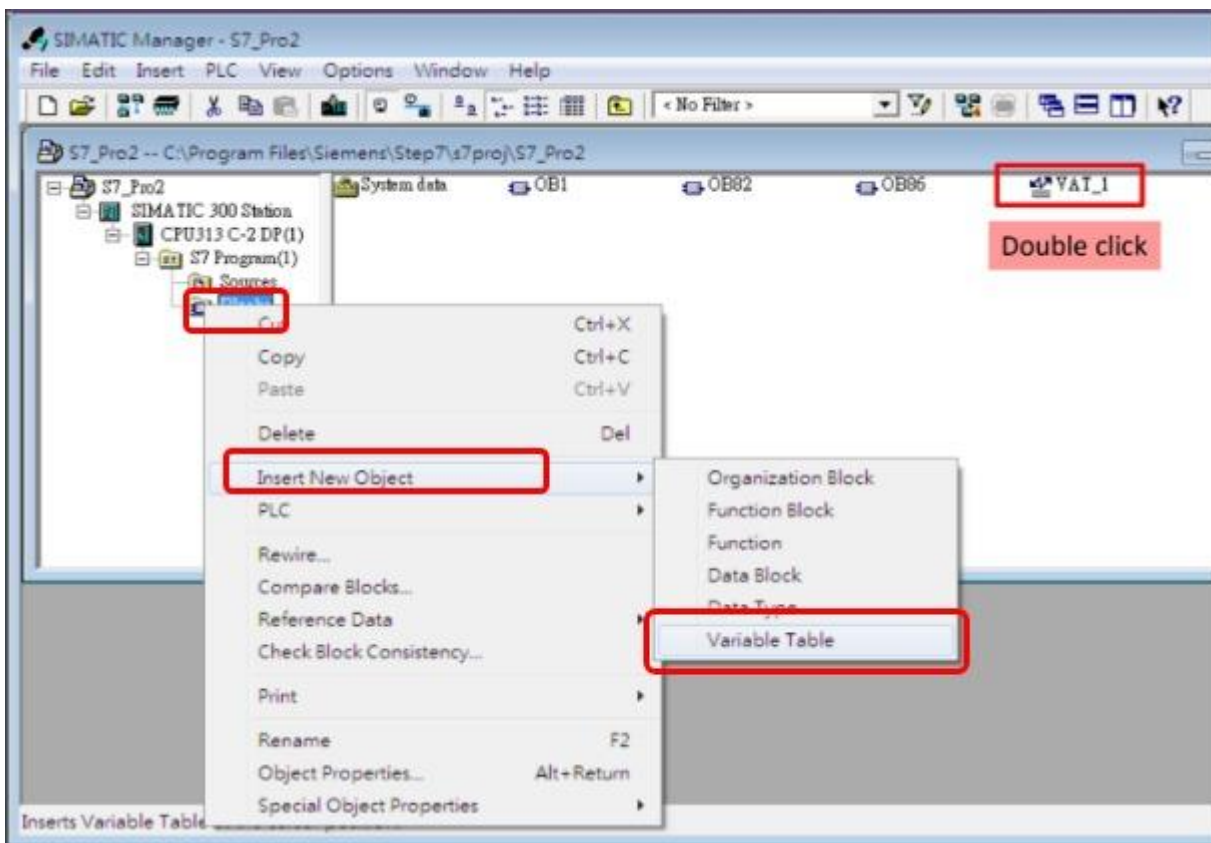 SIMATIC Manager - S7_Pro2
File Edit Insert PLC View Options Window Help
< No Filter >
S7_Pro2 -- C:\Program Files\Siemens\Step7\s7proj\S7_Pro2
S7_Pro2
SIMATIC 300 Station
CPU313 C-2 DP(1)
S7 Program(1)
Sources
System data OB1 OB82 OB86 VAT_1
Double click
Ctrl+X
Copy Ctrl+C
Paste Ctrl+V
Delete Del
Insert New Object
PLC
Rewire...
Compare Blocks...
Reference Data
Check Block Consistency...
Print
Rename F2
Object Properties... Alt+Return
Special Object Properties
Organization Block
Function Block
Function
Data Block
Data Type
Variable Table
Inserts Variable Table